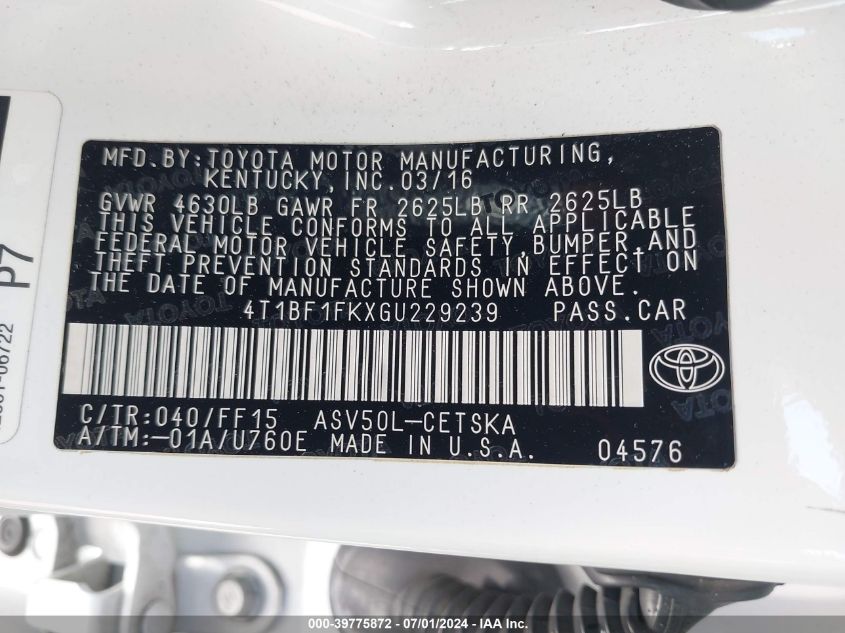 MFD.BY:TOYOTA MOTOR MANUFACTURING,
KENTUCKY,INC.03/16
GVWR 4630LB GAWR FR 2625LB RR 2625LB
THIS VEHICLE CONFORMS TO ALL APPLICABLE
FEDERAL MOTOR VEHICLE SAFETY,BUMPER,AND
THEFT PREVENTION STANDARDS IN EFFECT ON
THE DATE OF MANUFACTURE SHOWN ABOVE.
4T1BF1FKXGU229239 PASS.CAR
C/TR:040/FF15 ASV50L-CETSKA
A/TM:-01A/U760E MADE IN U.S.A. 04576
P7
000-39775872 / 07/01/2024 - IAA Inc.